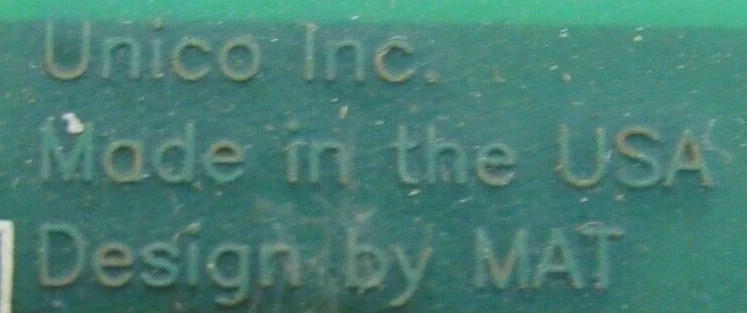 Unico Inc.
Made in the USA
Design by MAT